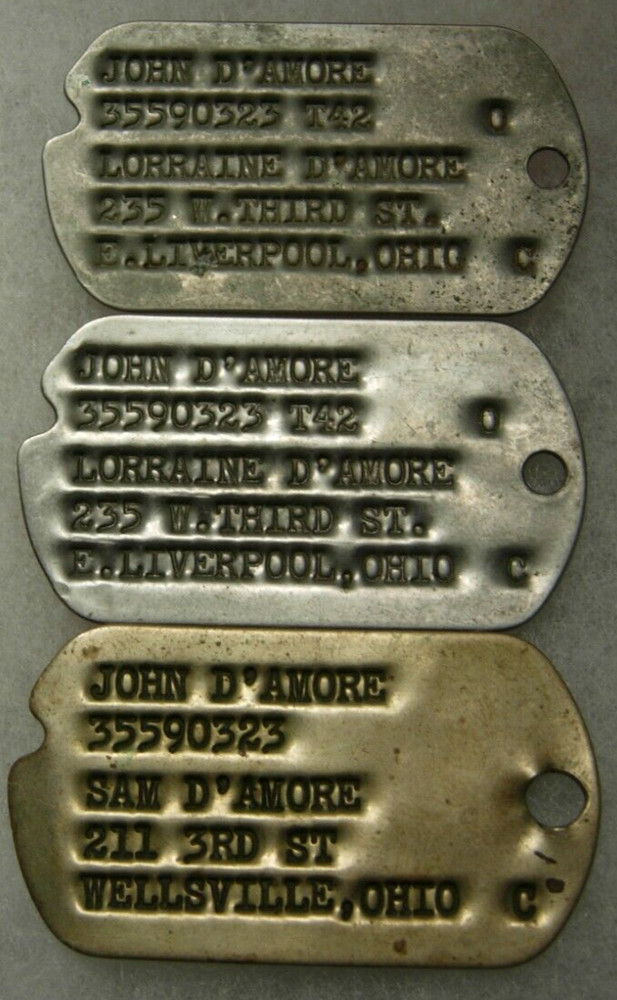 JOHN D'AMORE
35590323 T42 O
LORRAINE D'AMORE
235 W.THIRD ST.
E.LIVERPOOL,OHIO C
JOHN D'AMORE
35590323 T42 O
LORRAINE D'AMORE
235 W.THIRD ST.
E.LIVERPOOL,OHIO C
JOHN D'AMORE
35590323
SAM D'AMORE
211 3RD ST
WELLSVILLE,OHIO C